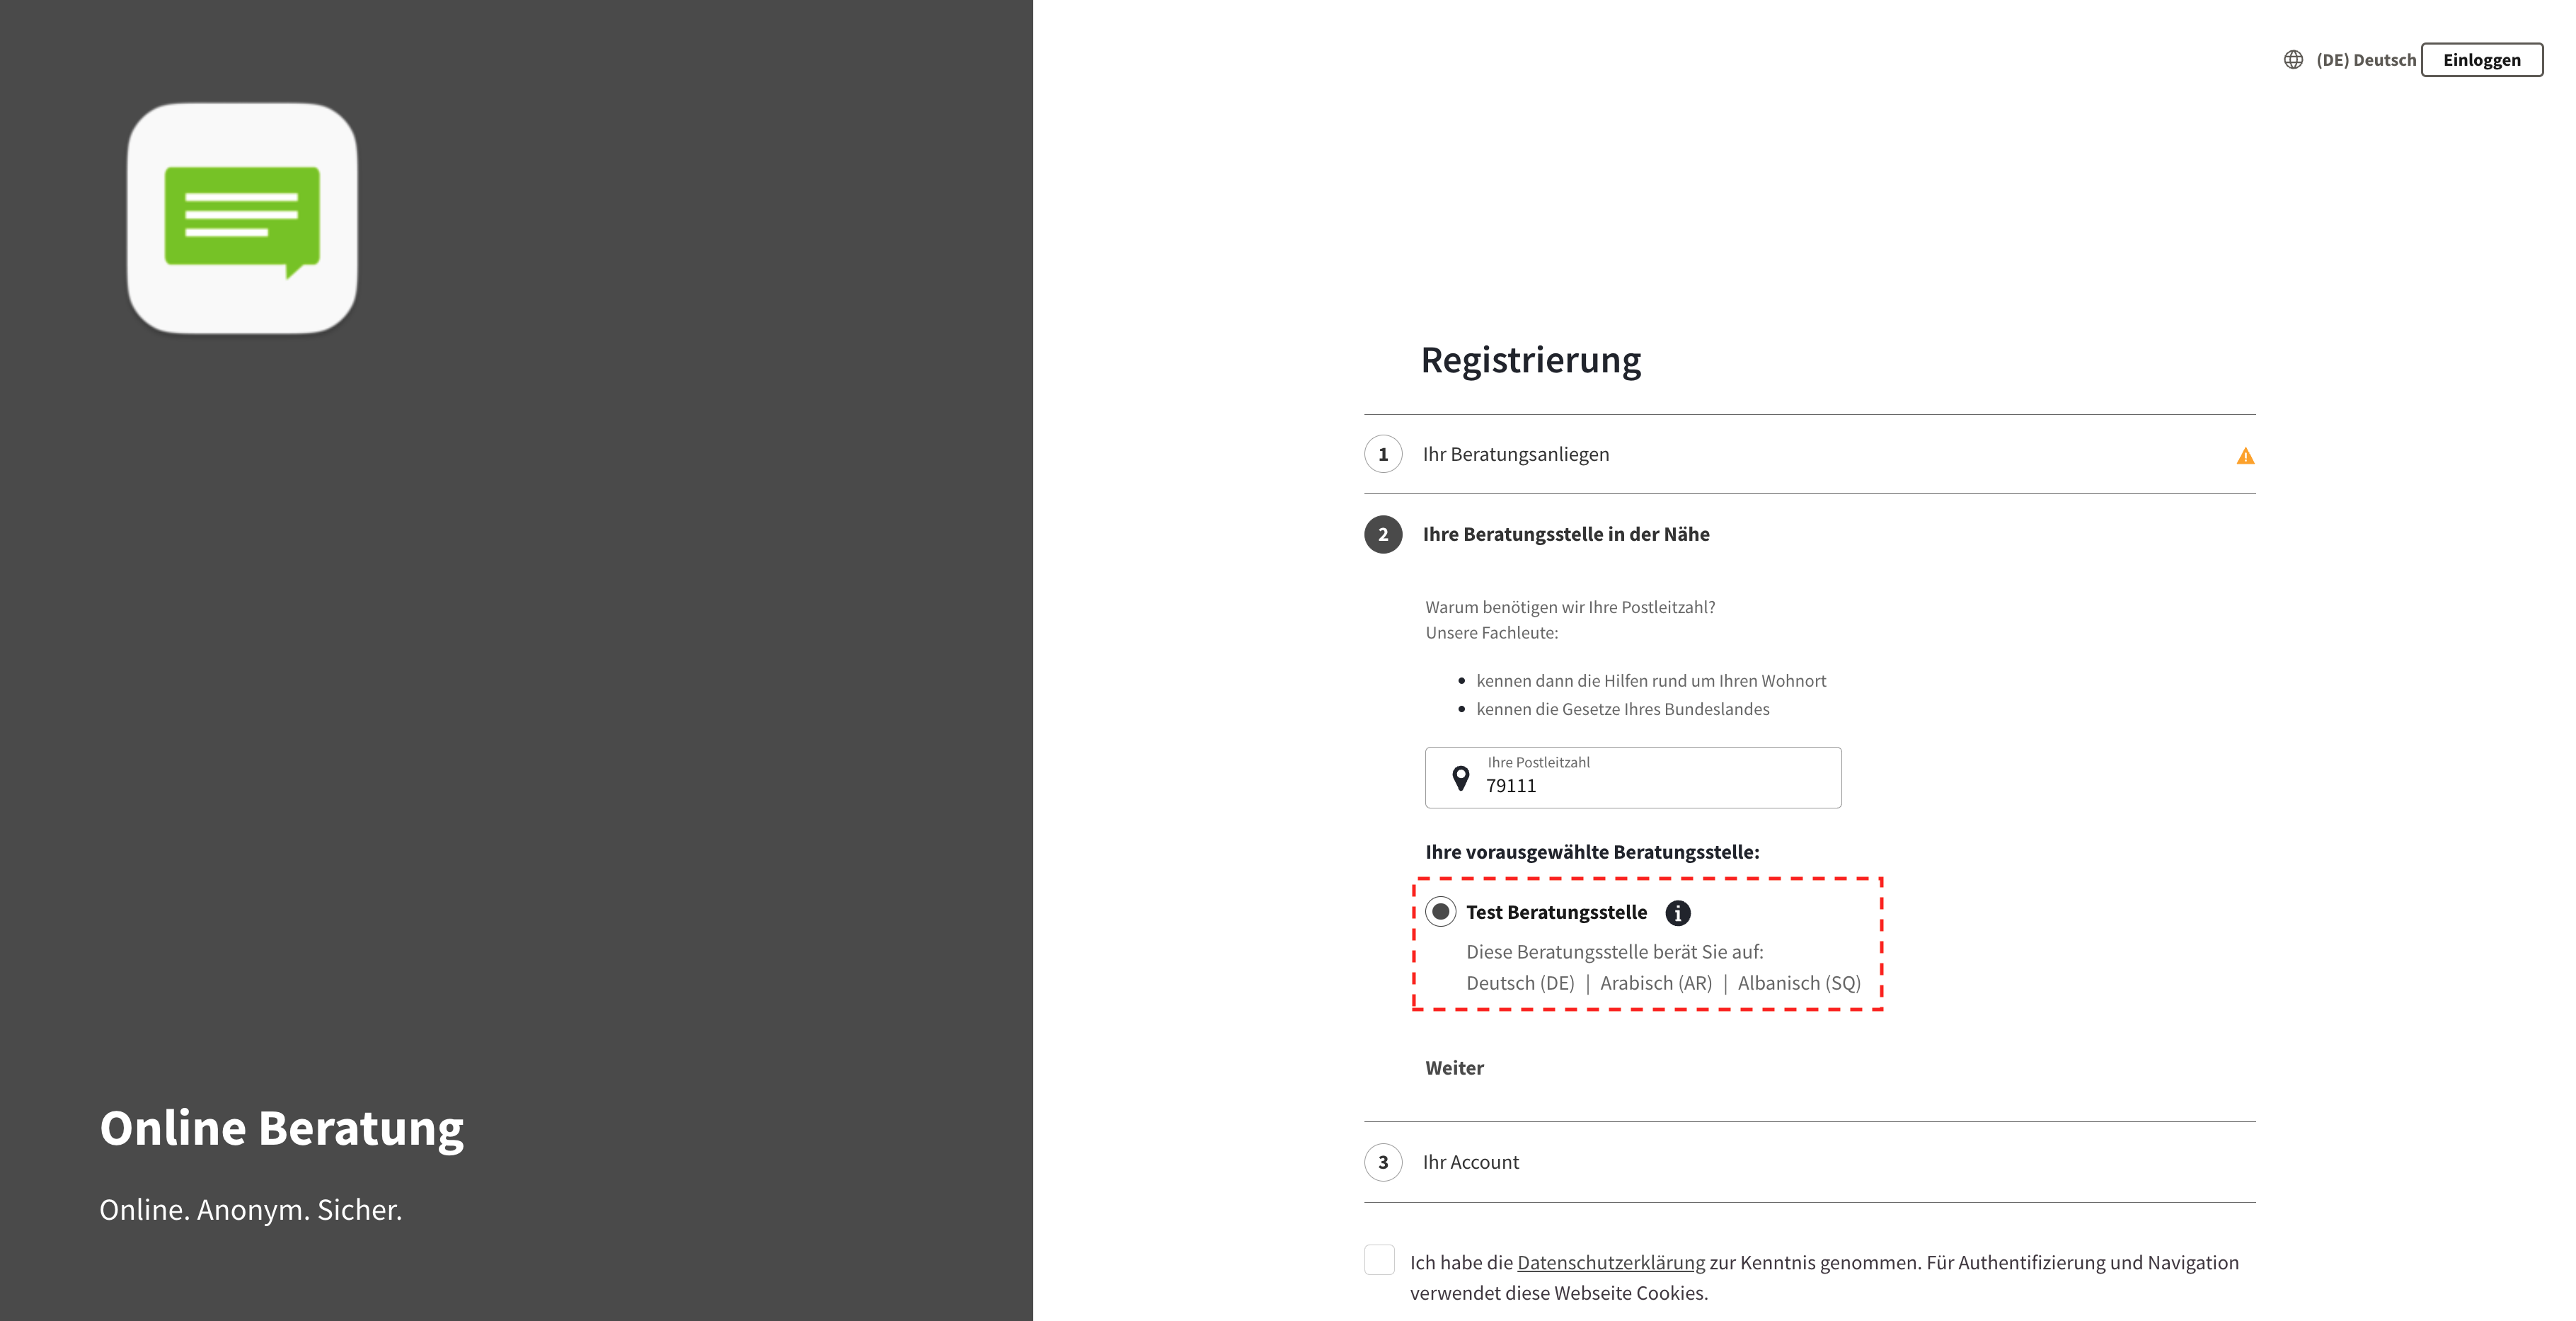 (DE) Deutsch
Einloggen
Registrierung
1 Ihr Beratungsanliegen
2 Ihre Beratungsstelle in der Nähe
Warum benötigen wir Ihre Postleitzahl?
Unsere Fachleute:
• kennen dann die Hilfen rund um Ihren Wohnort
• kennen die Gesetze Ihres Bundeslandes
Ihre Postleitzahl
79111
Ihre vorausgewählte Beratungsstelle:
Test Beratungsstelle
Diese Beratungsstelle berät Sie auf:
Deutsch (DE) | Arabisch (AR) | Albanisch (SQ)
Weiter
3 Ihr Account
Ich habe die Datenschutzerklärung zur Kenntnis genommen. Für Authentifizierung und Navigation
verwendet diese Webseite Cookies.
Online Beratung
Online. Anonym. Sicher.